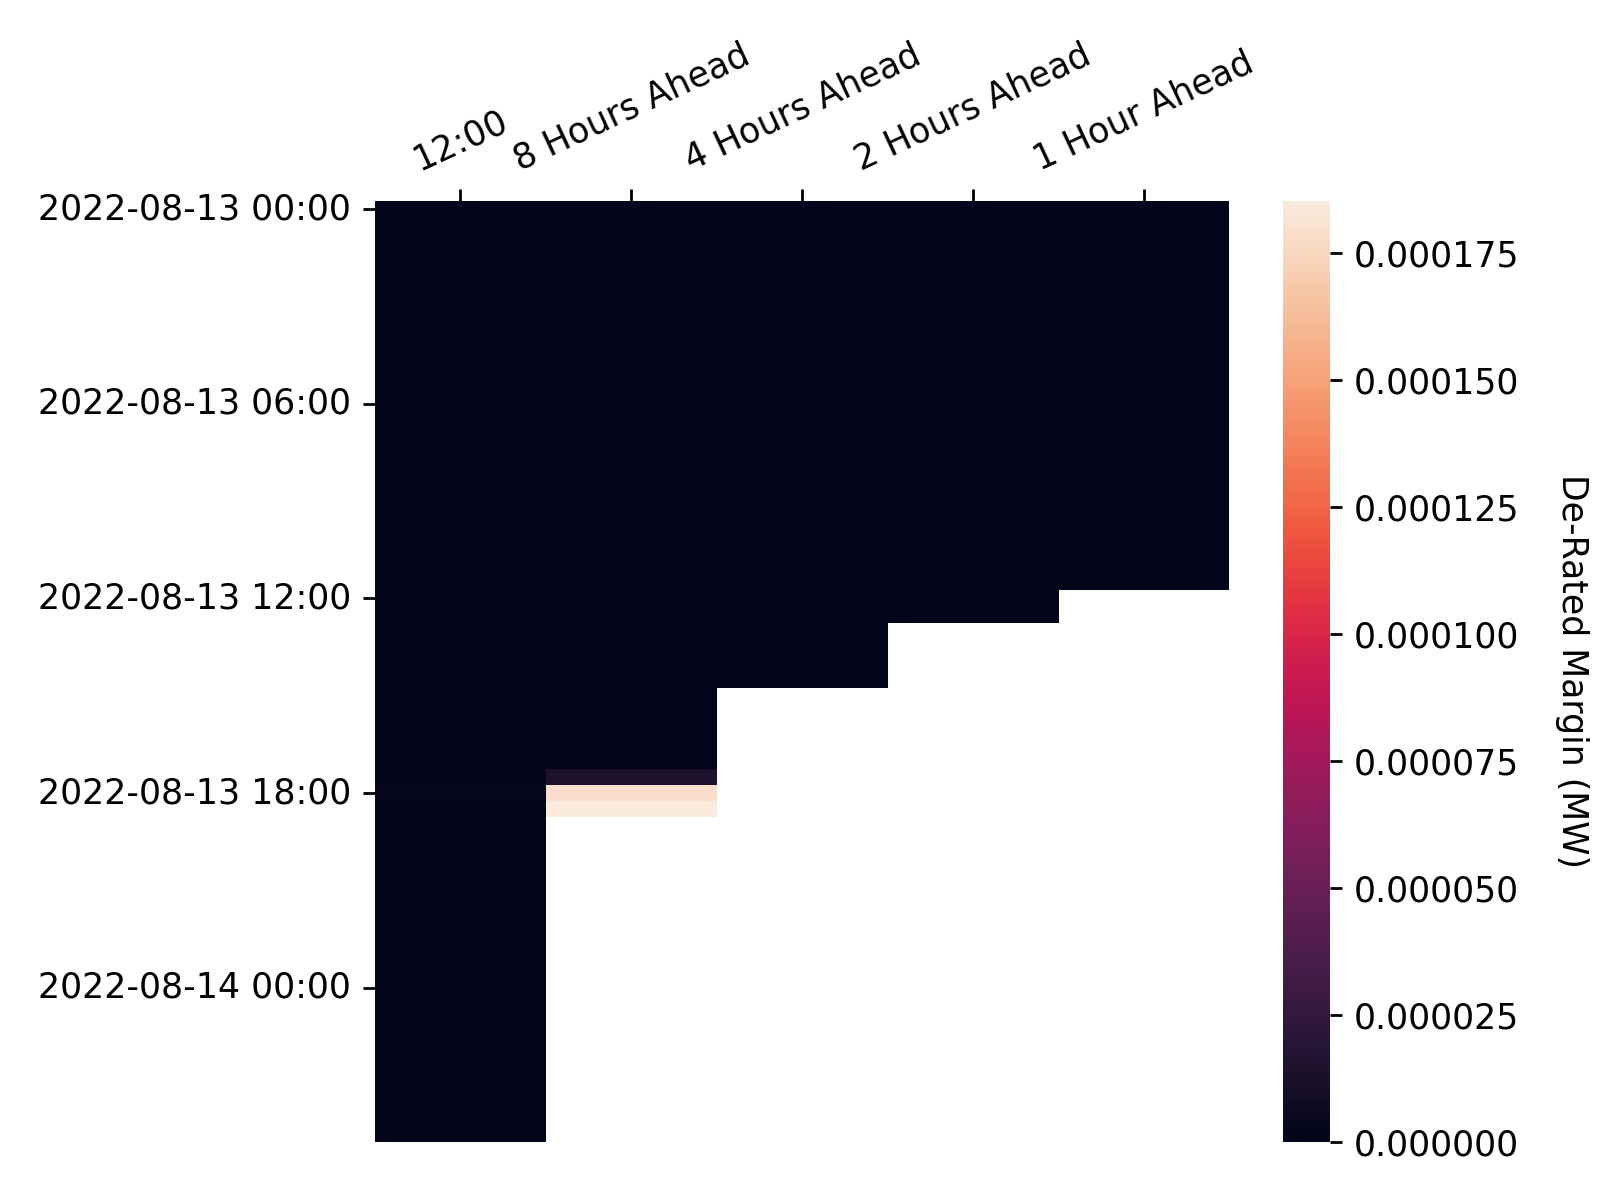 12:00
8 Hours Ahead
4 Hours Ahead
2 Hours Ahead
1 Hour Ahead
2022-08-13 00:00
2022-08-13 06:00
2022-08-13 12:00
2022-08-13 18:00
2022-08-14 00:00
0.000175
0.000150
0.000125
0.000100
0.000075
0.000050
0.000025
0.000000
De-Rated Margin (MW)